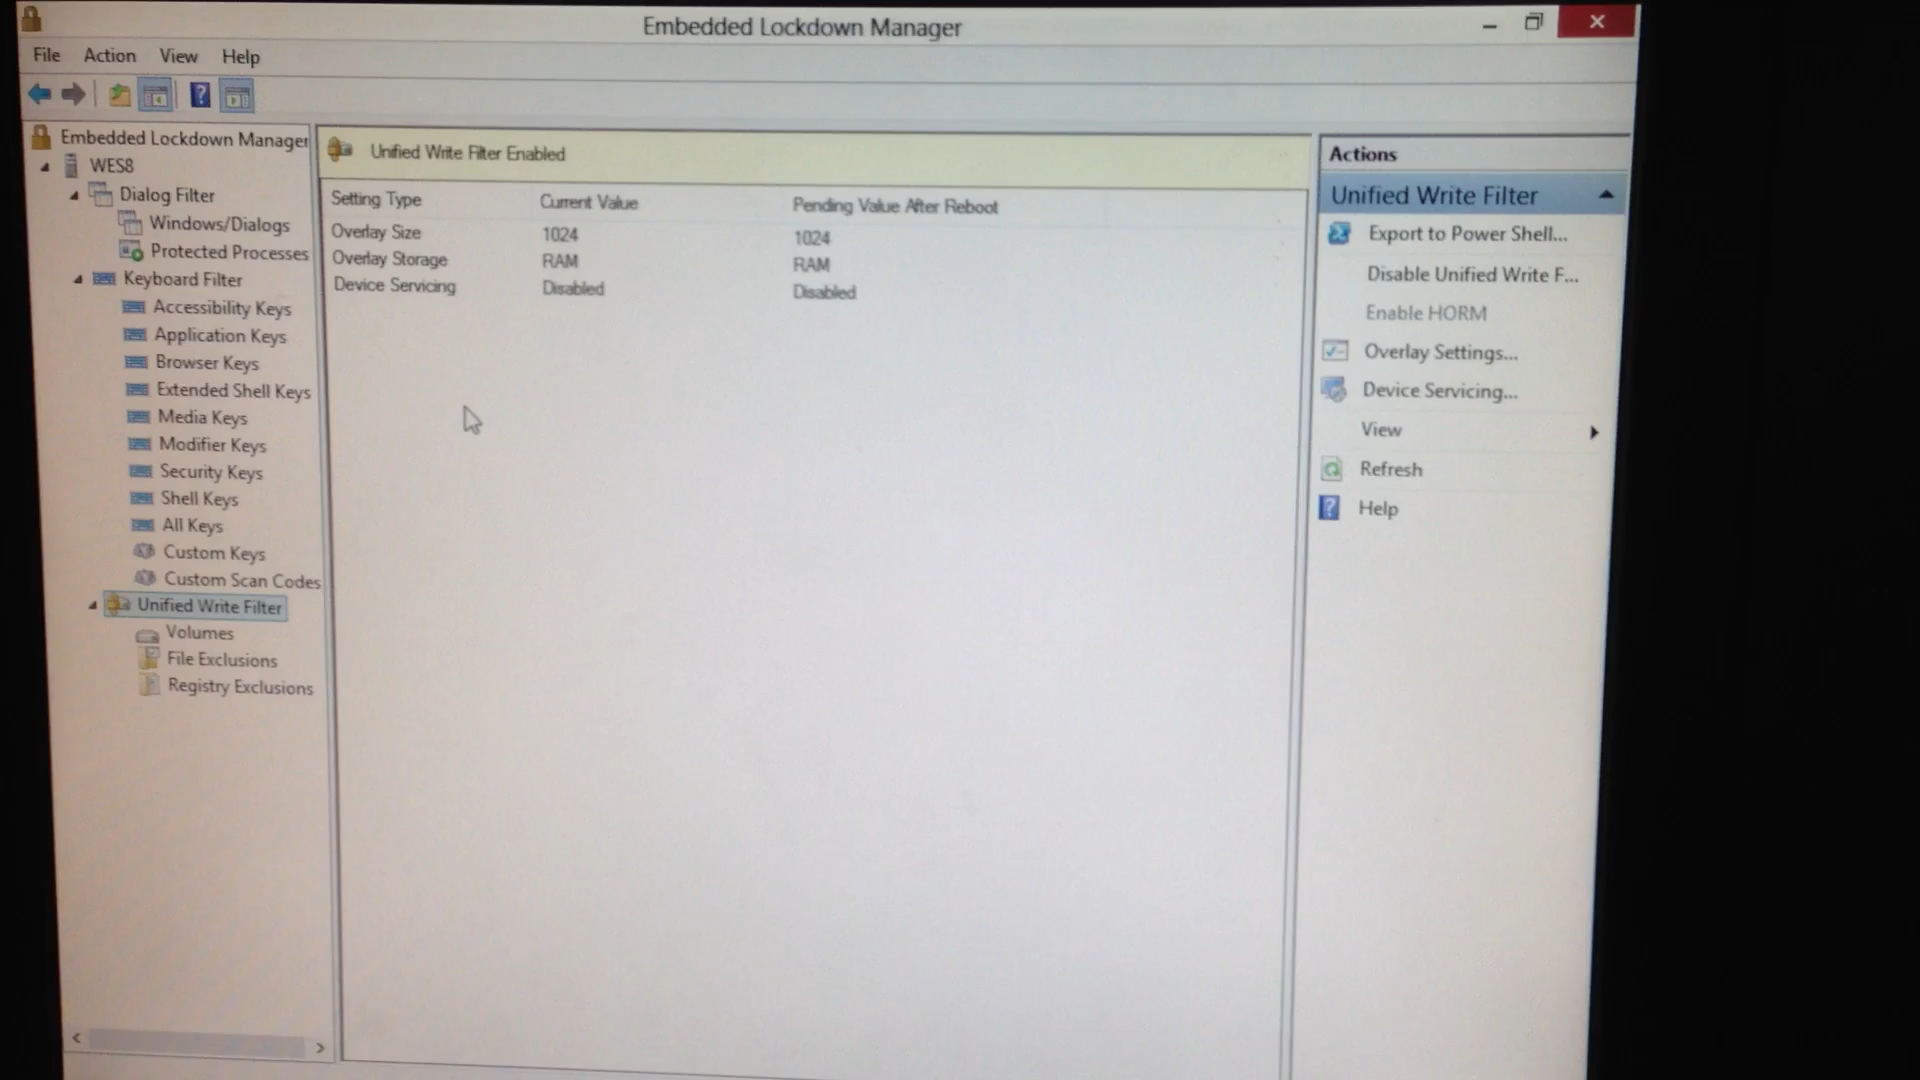 Embedded Lockdown Manager
File Action View Help
Embedded Lockdown Manager
WES8
Dialog Filter
Windows/Dialogs
Protected Processes
Keyboard Filter
Accessibility Keys
Application Keys
Browser Keys
Extended Shell Keys
Media Keys
Modifier Keys
Security Keys
Shell Keys
All Keys
Custom Keys
Custom Scan Codes
Unified Write Filter
Volumes
File Exclusions
Registry Exclusions
Unified Write Filter Enabled
Setting Type Current Value Pending Value After Reboot
Overlay Size 1024 1024
Overlay Storage RAM RAM
Device Servicing Disabled Disabled
Actions
Unified Write Filter
Export to Power Shell...
Disable Unified Write F...
Enable HORM
Overlay Settings...
Device Servicing...
View
Refresh
Help